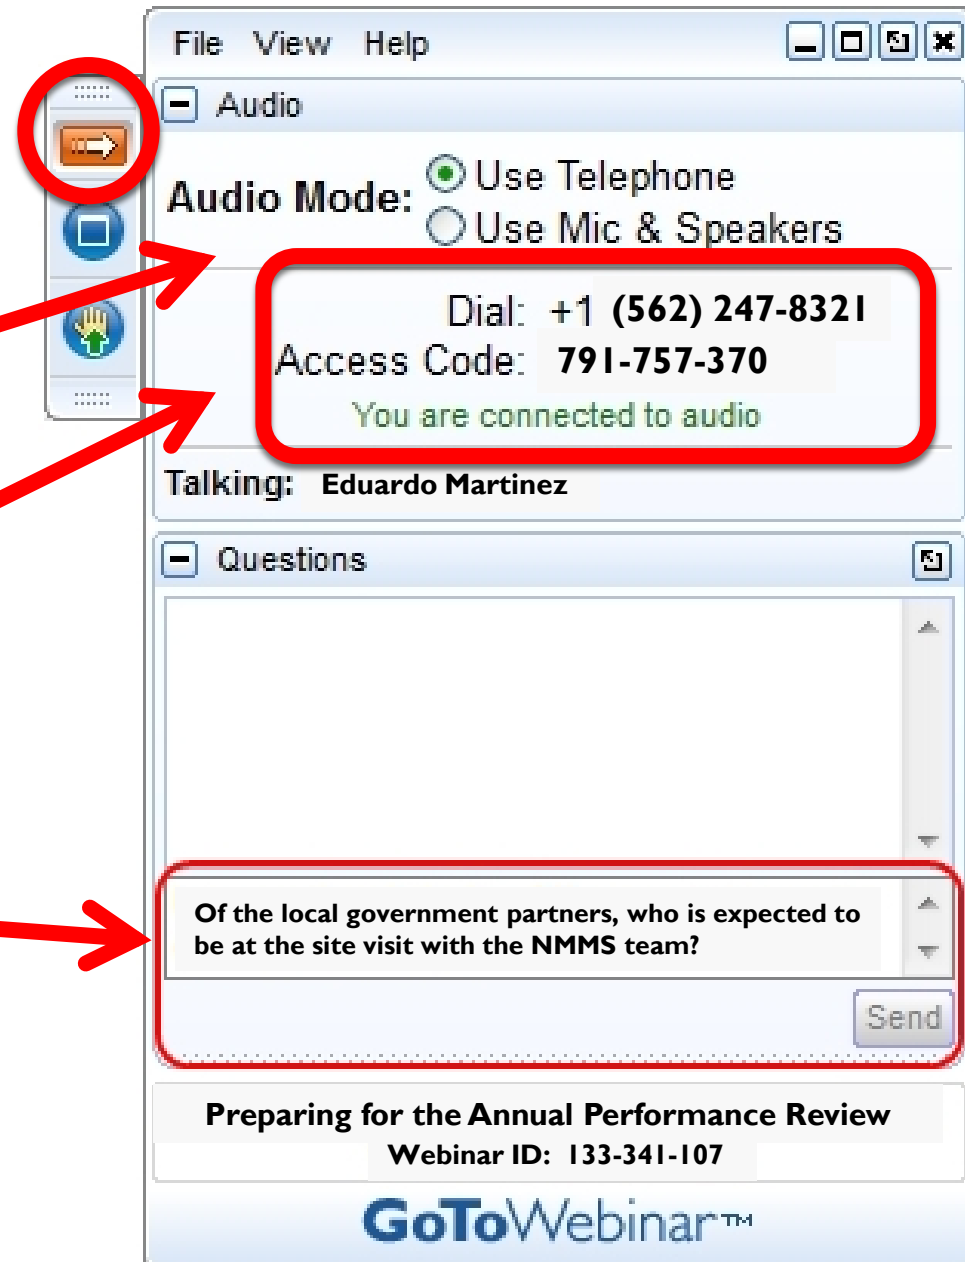 File View Help
Audio
Audio Mode:
Use Telephone
Use Mic & Speakers
Dial: +1 (562) 247-8321
Access Code: 791-757-370
You are connected to audio
Talking: Eduardo Martinez
Questions
Of the local government partners, who is expected to
be at the site visit with the NMMS team?
Send
Preparing for the Annual Performance Review
Webinar ID: 133-341-107
GoToWebinar™